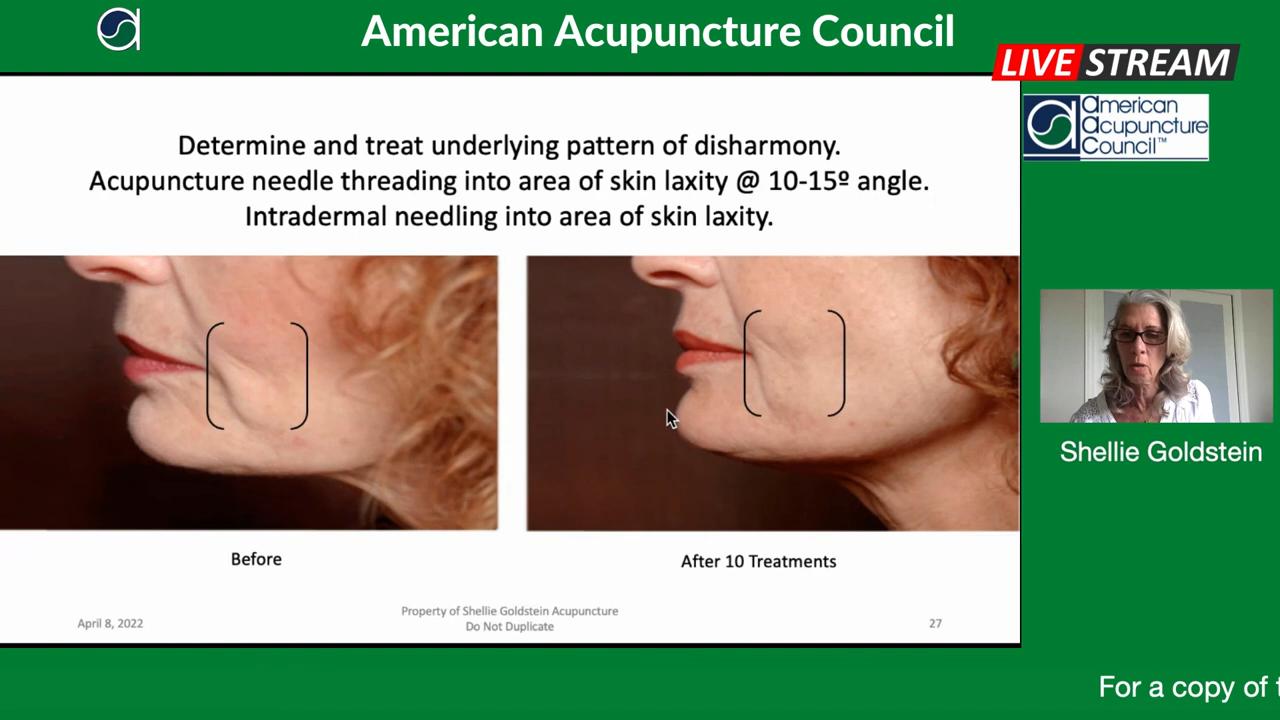 American Acupuncture Council
LIVE STREAM
american
acupuncture
council™
Determine and treat underlying pattern of disharmony.
Acupuncture needle threading into area of skin laxity @ 10-15º angle.
Intradermal needling into area of skin laxity.
Shellie Goldstein
Before
After 10 Treatments
April 8, 2022
Property of Shellie Goldstein Acupuncture
Do Not Duplicate
27
For a copy of